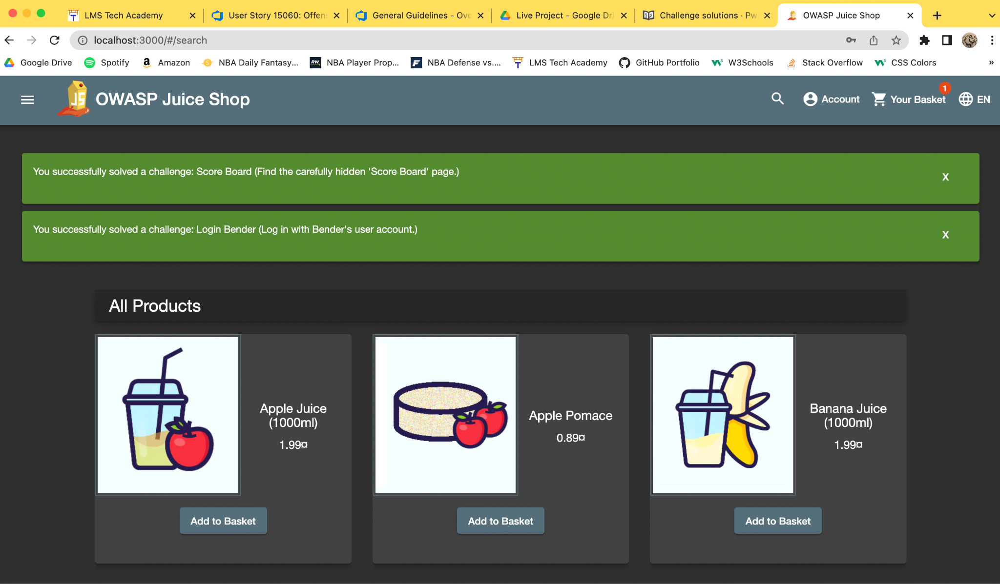 LMS Tech Academy
User Story 15060: Offen
General Guidelines - Ove
Live Project - Google Dri
Challenge solutions · Pw
OWASP Juice Shop
localhost:3000/#/search
Google Drive
Spotify
Amazon
NBA Daily Fantasy...
NBA Player Prop...
NBA Defense vs....
LMS Tech Academy
GitHub Portfolio
W3Schools
Stack Overflow
CSS Colors
»
JS
OWASP Juice Shop
Account
Your Basket
1
EN
You successfully solved a challenge: Score Board (Find the carefully hidden 'Score Board' page.)
X
You successfully solved a challenge: Login Bender (Log in with Bender's user account.)
X
All Products
Apple Juice
(1000ml)
1.99¤
Add to Basket
Apple Pomace
0.89¤
Add to Basket
Banana Juice
(1000ml)
1.99¤
Add to Basket